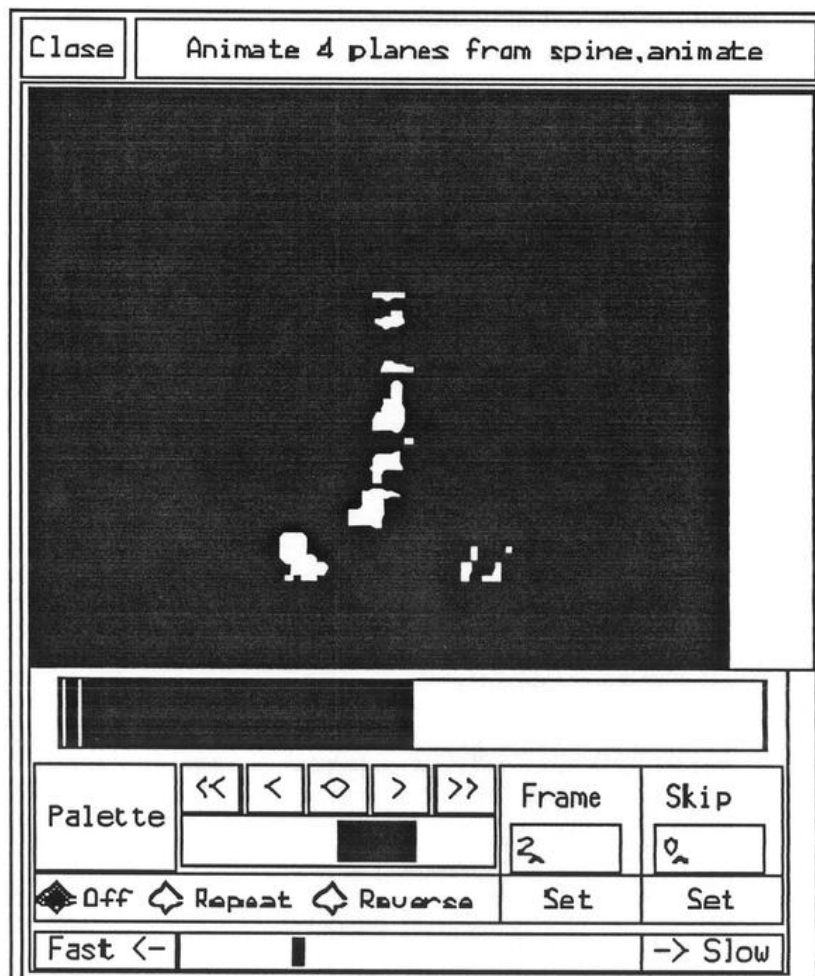 Close Animate 4 planes from spine.animate
<< < <> > >> Frame Skip
Palette
2 0
Off Repeat Reverse Set Set
Fast <- -> Slow